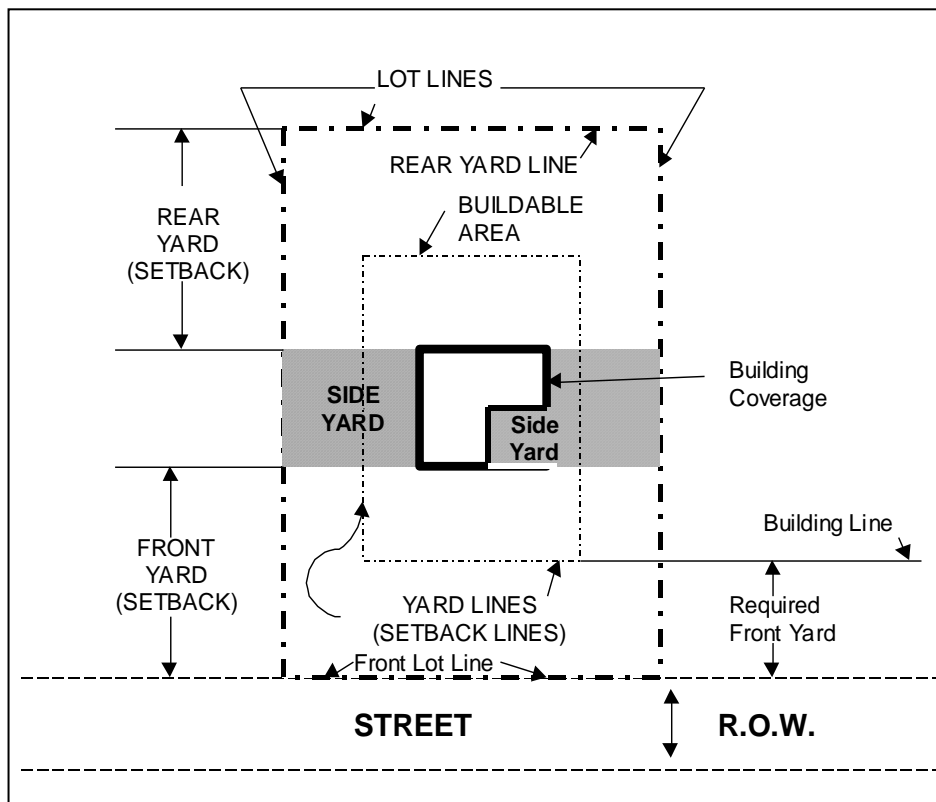 LOT LINES
REAR YARD LINE
BUILDABLE
AREA
REAR
YARD
(SETBACK)
Building
Coverage
SIDE
YARD
Side
Yard
Building Line
FRONT
YARD
(SETBACK)
YARD LINES
(SETBACK LINES)
Required
Front Yard
Front Lot Line
STREET
R.O.W.